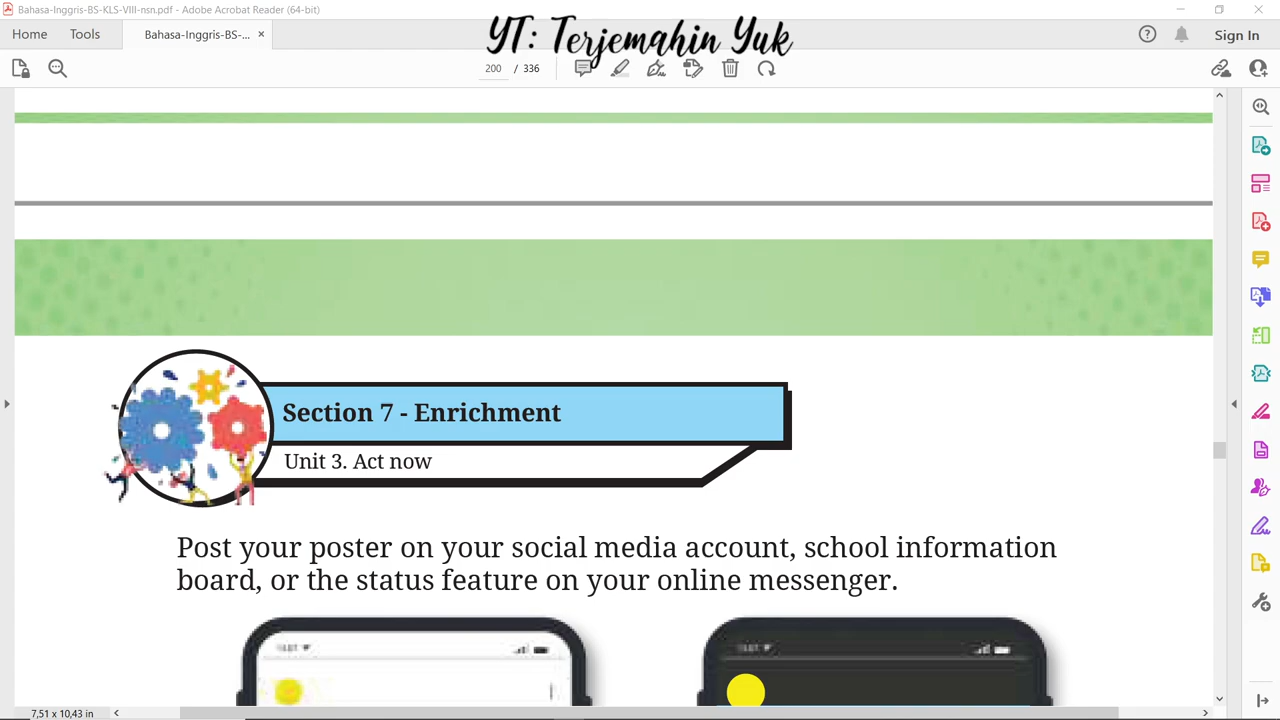 Bahasa-Inggris-BS-KLS-VIII-nsn.pdf - Adobe Acrobat Reader (64-bit)
YT: Terjemahin Yuk
Home Tools Bahasa-Inggris-BS-... × Sign In
200 / 336
Section 7 - Enrichment
Unit 3. Act now
Post your poster on your social media account, school information
board, or the status feature on your online messenger.
7,51 x 10,43 in